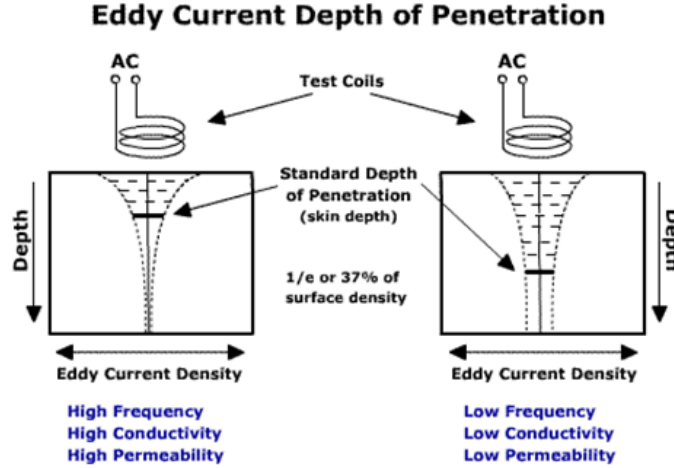 Eddy Current Depth of Penetration
AC
AC
Test Coils
Depth
Standard Depth
of Penetration
(skin depth)
1/e or 37% of
surface density
Depth
Eddy Current Density
Eddy Current Density
High Frequency
High Conductivity
High Permeability
Low Frequency
Low Conductivity
Low Permeability